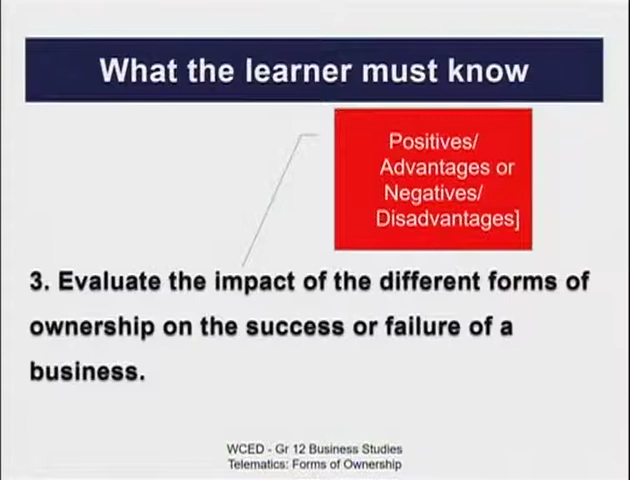 What the learner must know
Positives/
Advantages or
Negatives/
Disadvantages]
3. Evaluate the impact of the different forms of
ownership on the success or failure of a
business.
WCED - Gr 12 Business Studies
Telematics: Forms of Ownership